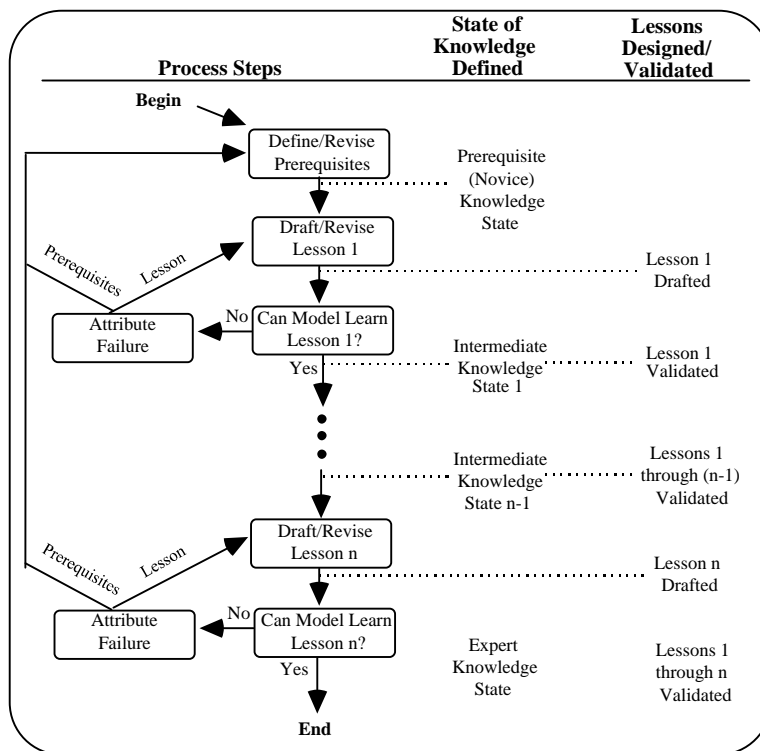 Process Steps
State of
Knowledge
Defined
Lessons
Designed/
Validated
Begin
Define/Revise
Prerequisites
Prerequisite
(Novice)
Knowledge
State
Draft/Revise
Lesson 1
Prerequisites
Lesson
Lesson 1
Drafted
Attribute
Failure
No
Can Model Learn
Lesson 1?
Yes
Intermediate
Knowledge
State 1
Lesson 1
Validated
Intermediate
Knowledge
State n-1
Lessons 1
through (n-1)
Validated
Draft/Revise
Lesson n
Prerequisites
Lesson
Lesson n
Drafted
Attribute
Failure
No
Can Model Learn
Lesson n?
Yes
Expert
Knowledge
State
Lessons 1
through n
Validated
End